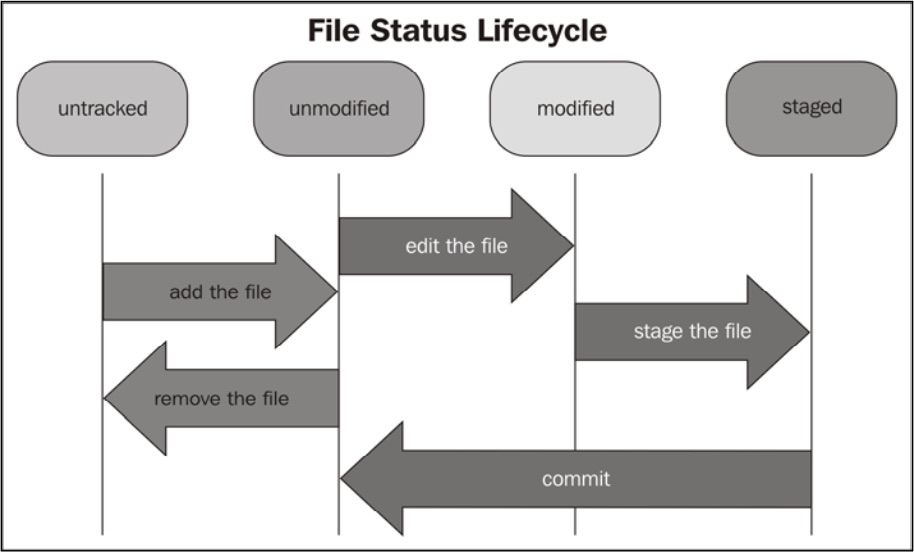 File Status Lifecycle
untracked
unmodified
modified
staged
edit the file
add the file
stage the file
remove the file
commit